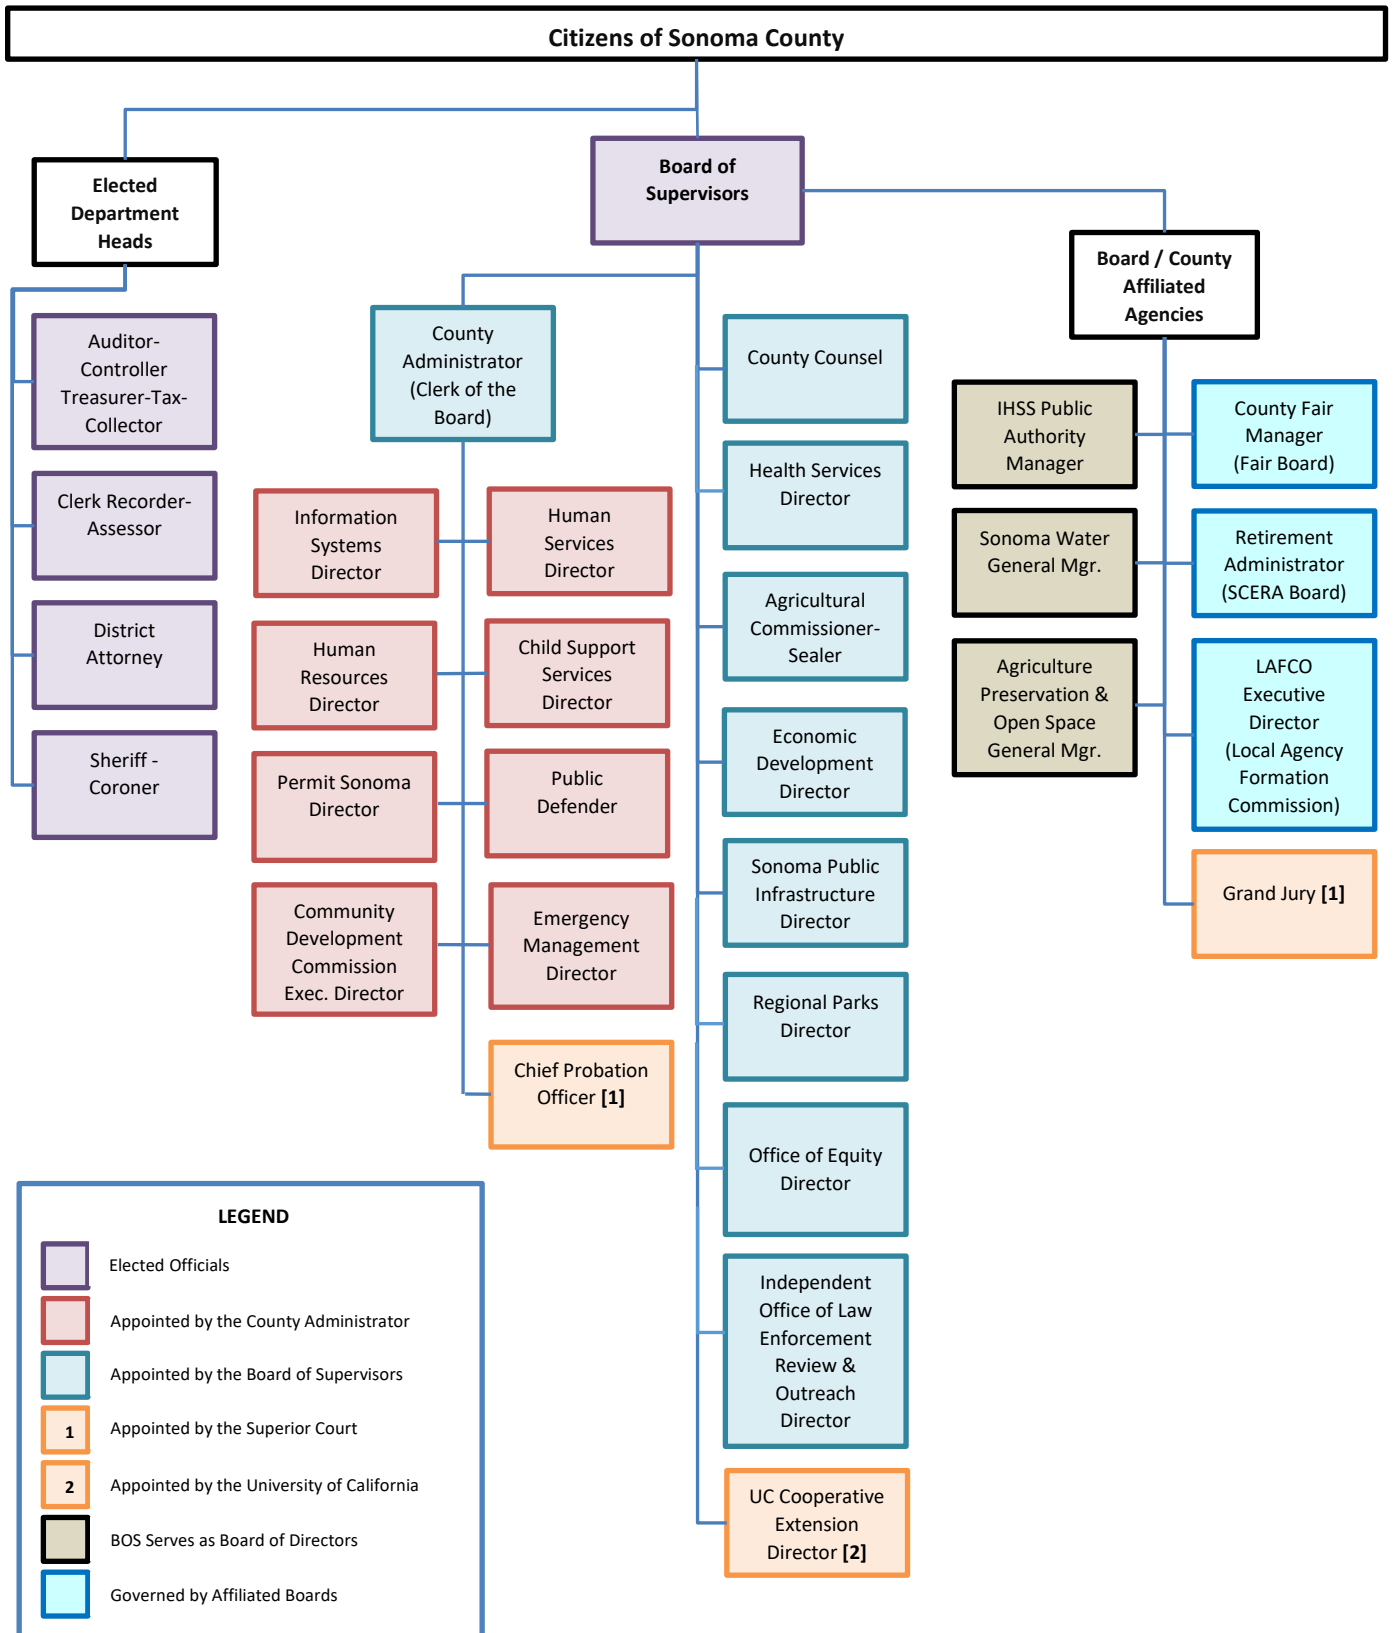 Citizens of Sonoma County
Elected
Department
Heads
Board of
Supervisors
Board / County
Affiliated
Agencies
Auditor-
Controller
Treasurer-Tax-
Collector
Clerk Recorder-
Assessor
District
Attorney
Sheriff -
Coroner
County
Administrator
(Clerk of the
Board)
Information
Systems
Director
Human
Services
Director
Human
Resources
Director
Child Support
Services
Director
Permit Sonoma
Director
Public
Defender
Community
Development
Commission
Exec. Director
Emergency
Management
Director
Chief Probation
Officer [1]
County Counsel
Health Services
Director
Agricultural
Commissioner-
Sealer
Economic
Development
Director
Sonoma Public
Infrastructure
Director
Regional Parks
Director
Office of Equity
Director
Independent
Office of Law
Enforcement
Review &
Outreach
Director
UC Cooperative
Extension
Director [2]
IHSS Public
Authority
Manager
County Fair
Manager
(Fair Board)
Sonoma Water
General Mgr.
Retirement
Administrator
(SCERA Board)
Agriculture
Preservation &
Open Space
General Mgr.
LAFCO
Executive
Director
(Local Agency
Formation
Commission)
Grand Jury [1]
LEGEND
Elected Officials
Appointed by the County Administrator
Appointed by the Board of Supervisors
1 Appointed by the Superior Court
2 Appointed by the University of California
BOS Serves as Board of Directors
Governed by Affiliated Boards